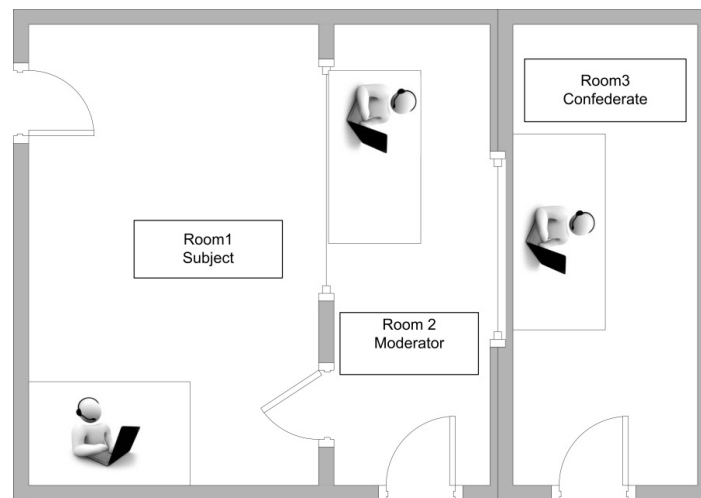 Room1
Subject
Room 2
Moderator
Room3
Confederate